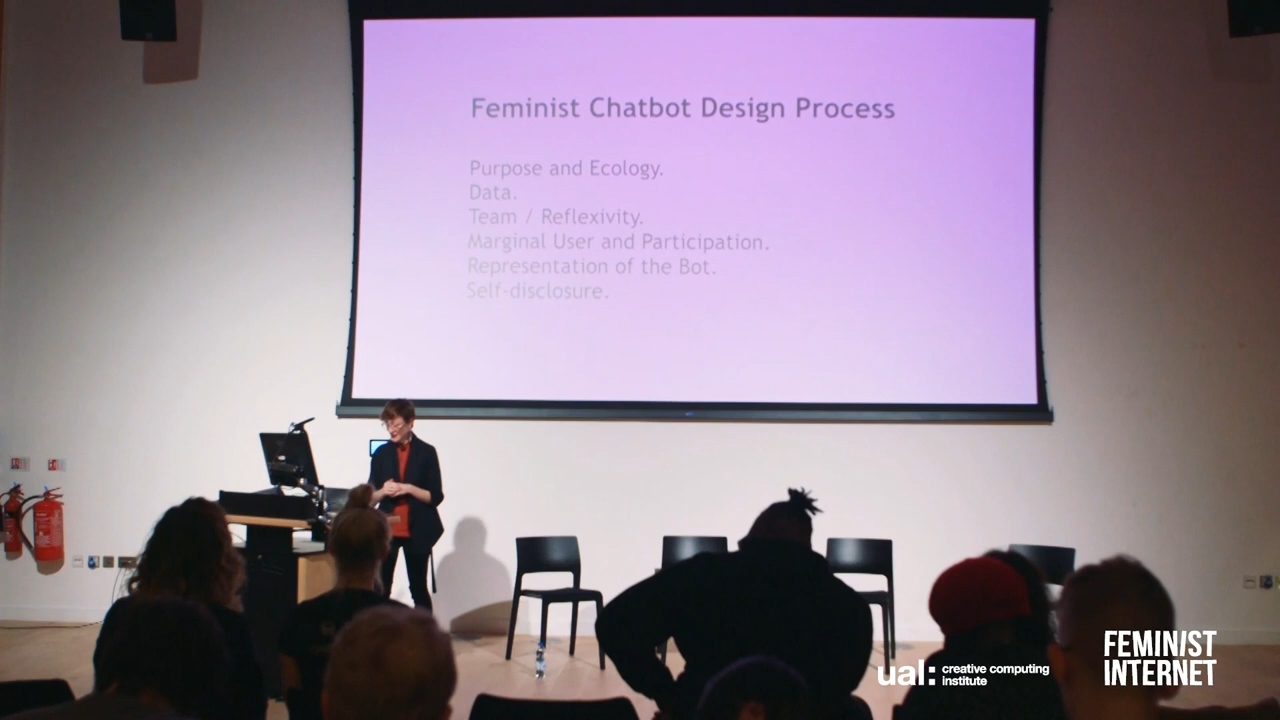 Feminist Chatbot Design Process
Purpose and Ecology.
Data.
Team / Reflexivity.
Marginal User and Participation.
Representation of the Bot.
Self-disclosure.
ual: creative computing
institute
FEMINIST
INTERNET